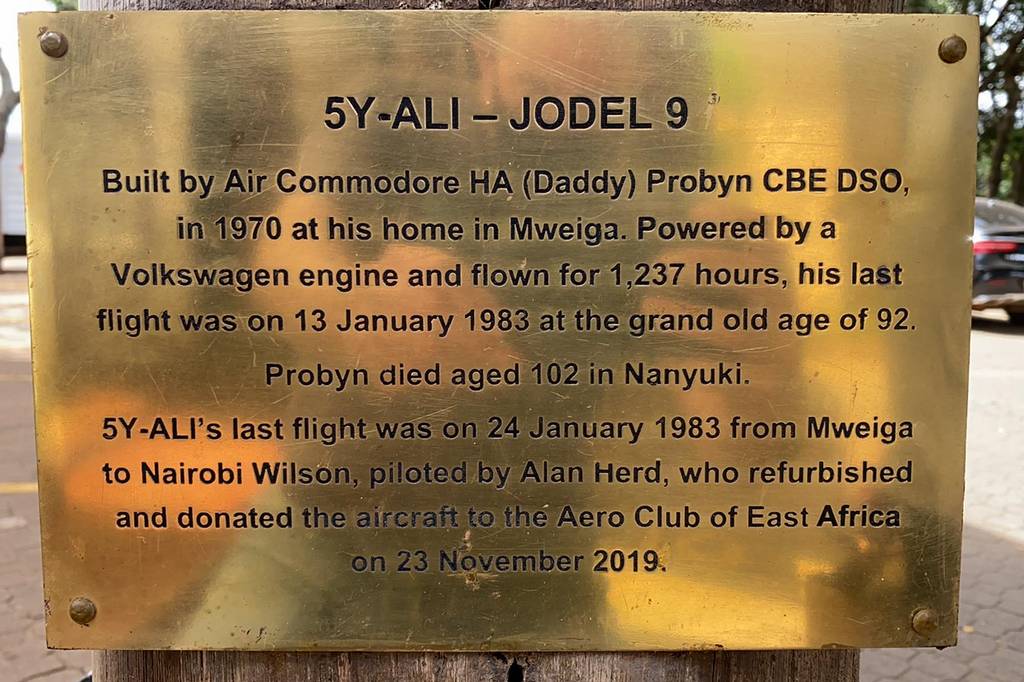 5Y-ALI – JODEL 9
Built by Air Commodore HA (Daddy) Probyn CBE DSO,
in 1970 at his home in Mweiga. Powered by a
Volkswagen engine and flown for 1,237 hours, his last
flight was on 13 January 1983 at the grand old age of 92.
Probyn died aged 102 in Nanyuki.
5Y-ALI’s last flight was on 24 January 1983 from Mweiga
to Nairobi Wilson, piloted by Alan Herd, who refurbished
and donated the aircraft to the Aero Club of East Africa
on 23 November 2019.